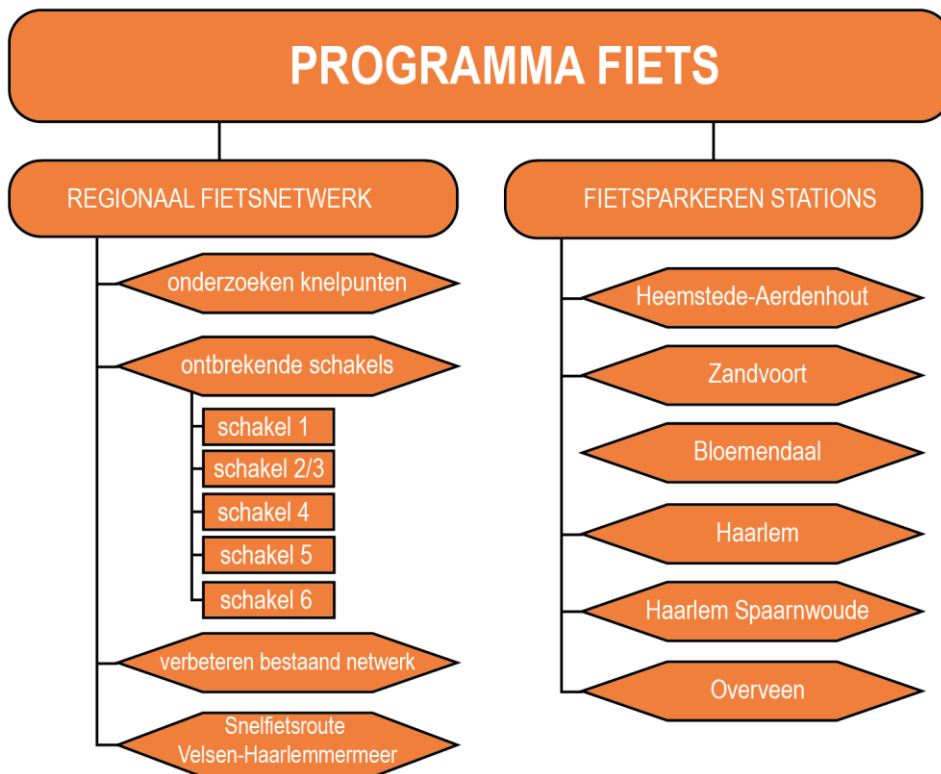 PROGRAMMA FIETS
REGIONAAL FIETSNETWERK
onderzoeken knelpunten
ontbrekende schakels
schakel 1
schakel 2/3
schakel 4
schakel 5
schakel 6
verbeteren bestaand netwerk
Snelfietsroute
Velsen-Haarlemmermeer
FIETSPARKEREN STATIONS
Heemstede-Aerdenhout
Zandvoort
Bloemendaal
Haarlem
Haarlem Spaarnwoude
Overveen